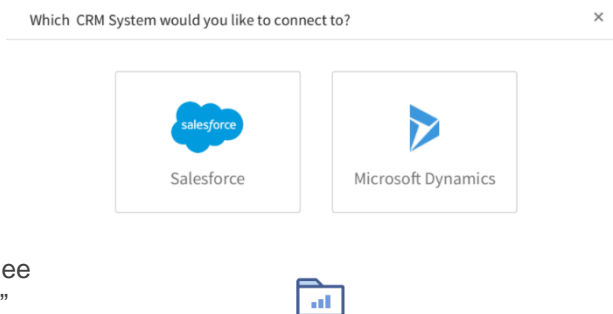 Which CRM System would you like to connect to?
salesforce
Salesforce
Microsoft Dynamics
ee
”